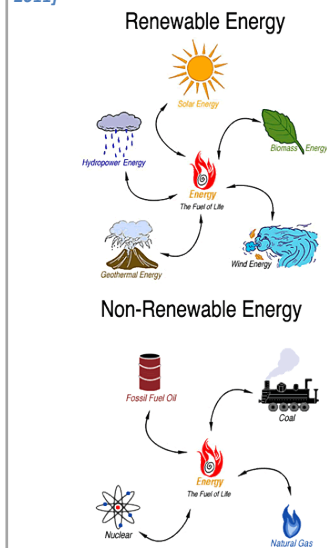 2011)
Renewable Energy
Solar Energy
Biomass Energy
Hydropower Energy
Energy
The Fuel of Life
Wind Energy
Geothermal Energy
Non-Renewable Energy
Fossil Fuel Oil
Coal
Energy
The Fuel of Life
Nuclear
Natural Gas